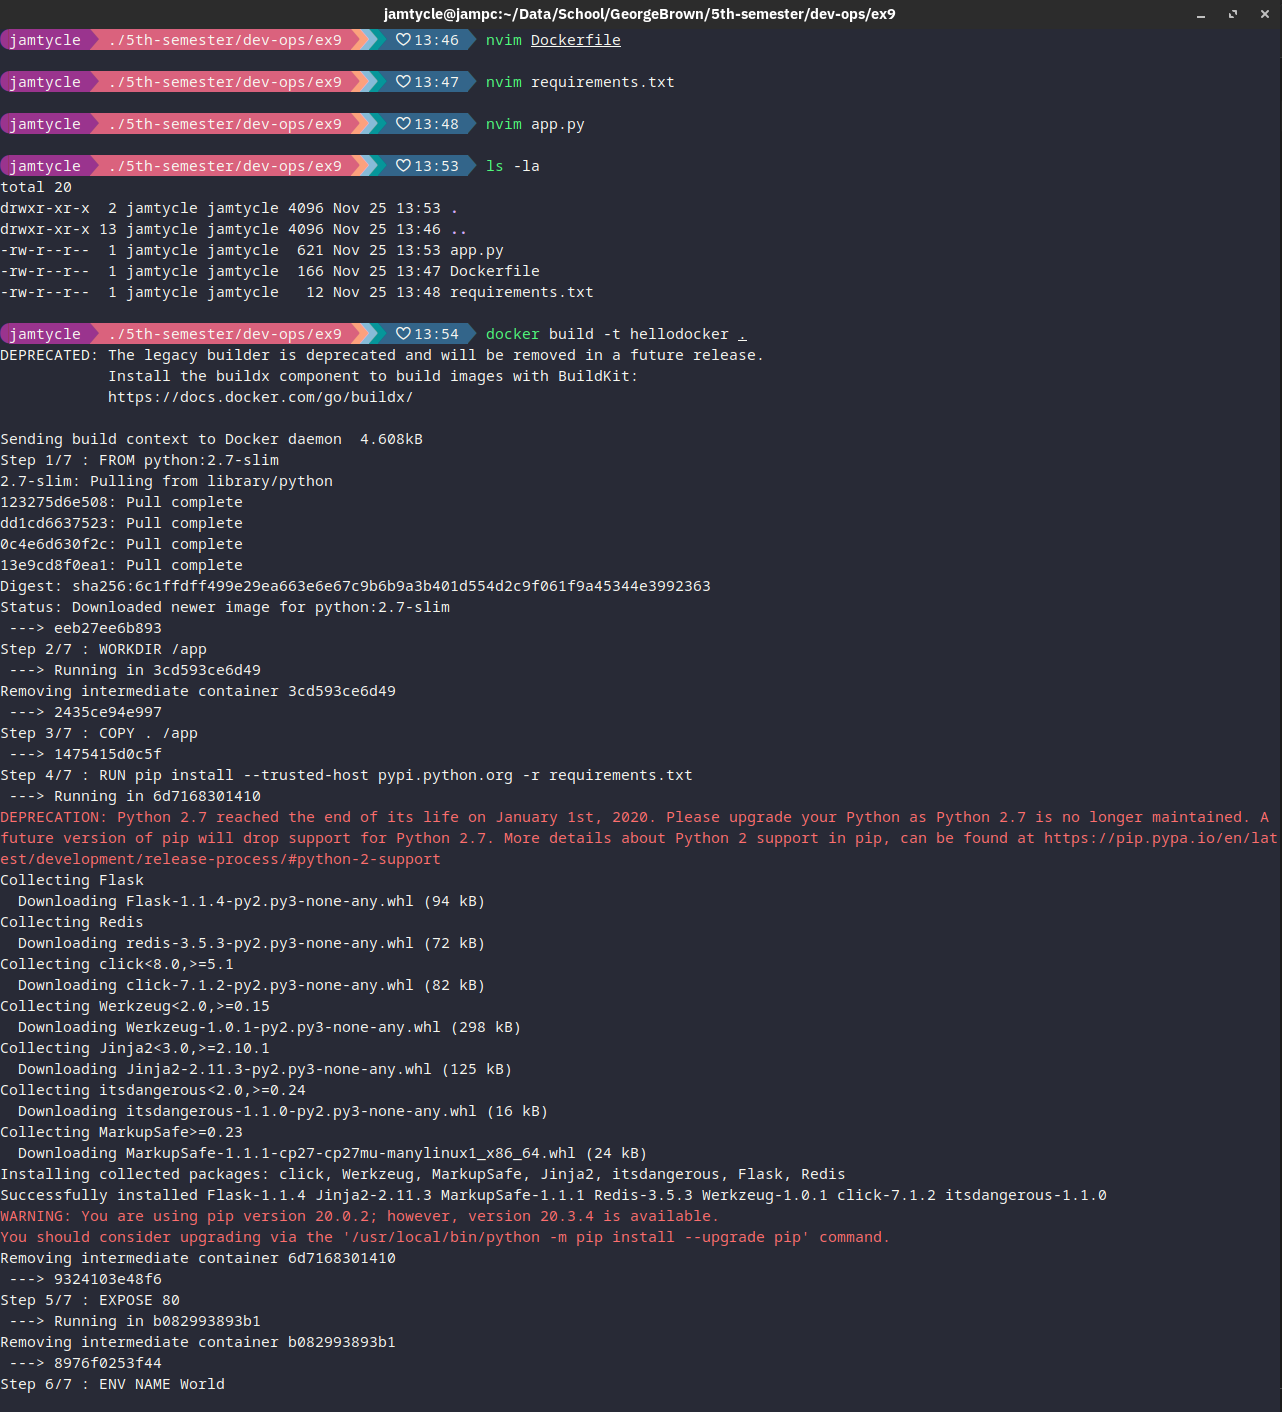 jamtycle@jampc:~/Data/School/GeorgeBrown/5th-semester/dev-ops/ex9
jamtycle ./5th-semester/dev-ops/ex9 ♡ 13:46 nvim Dockerfile
jamtycle ./5th-semester/dev-ops/ex9 ♡ 13:47 nvim requirements.txt
jamtycle ./5th-semester/dev-ops/ex9 ♡ 13:48 nvim app.py
jamtycle ./5th-semester/dev-ops/ex9 ♡ 13:53 ls -la
total 20
drwxr-xr-x  2 jamtycle jamtycle 4096 Nov 25 13:53 .
drwxr-xr-x 13 jamtycle jamtycle 4096 Nov 25 13:46 ..
-rw-r--r--  1 jamtycle jamtycle  621 Nov 25 13:53 app.py
-rw-r--r--  1 jamtycle jamtycle  166 Nov 25 13:47 Dockerfile
-rw-r--r--  1 jamtycle jamtycle   12 Nov 25 13:48 requirements.txt
jamtycle ./5th-semester/dev-ops/ex9 ♡ 13:54 docker build -t hellodocker .
DEPRECATED: The legacy builder is deprecated and will be removed in a future release.
            Install the buildx component to build images with BuildKit:
            https://docs.docker.com/go/buildx/
Sending build context to Docker daemon  4.608kB
Step 1/7 : FROM python:2.7-slim
2.7-slim: Pulling from library/python
123275d6e508: Pull complete
dd1cd6637523: Pull complete
0c4e6d630f2c: Pull complete
13e9cd8f0ea1: Pull complete
Digest: sha256:6c1ffdff499e29ea663e6e67c9b6b9a3b401d554d2c9f061f9a45344e3992363
Status: Downloaded newer image for python:2.7-slim
 ---> eeb27ee6b893
Step 2/7 : WORKDIR /app
 ---> Running in 3cd593ce6d49
Removing intermediate container 3cd593ce6d49
 ---> 2435ce94e997
Step 3/7 : COPY . /app
 ---> 1475415d0c5f
Step 4/7 : RUN pip install --trusted-host pypi.python.org -r requirements.txt
 ---> Running in 6d7168301410
DEPRECATION: Python 2.7 reached the end of its life on January 1st, 2020. Please upgrade your Python as Python 2.7 is no longer maintained. A
future version of pip will drop support for Python 2.7. More details about Python 2 support in pip, can be found at https://pip.pypa.io/en/lat
est/development/release-process/#python-2-support
Collecting Flask
  Downloading Flask-1.1.4-py2.py3-none-any.whl (94 kB)
Collecting Redis
  Downloading redis-3.5.3-py2.py3-none-any.whl (72 kB)
Collecting click<8.0,>=5.1
  Downloading click-7.1.2-py2.py3-none-any.whl (82 kB)
Collecting Werkzeug<2.0,>=0.15
  Downloading Werkzeug-1.0.1-py2.py3-none-any.whl (298 kB)
Collecting Jinja2<3.0,>=2.10.1
  Downloading Jinja2-2.11.3-py2.py3-none-any.whl (125 kB)
Collecting itsdangerous<2.0,>=0.24
  Downloading itsdangerous-1.1.0-py2.py3-none-any.whl (16 kB)
Collecting MarkupSafe>=0.23
  Downloading MarkupSafe-1.1.1-cp27-cp27mu-manylinux1_x86_64.whl (24 kB)
Installing collected packages: click, Werkzeug, MarkupSafe, Jinja2, itsdangerous, Flask, Redis
Successfully installed Flask-1.1.4 Jinja2-2.11.3 MarkupSafe-1.1.1 Redis-3.5.3 Werkzeug-1.0.1 click-7.1.2 itsdangerous-1.1.0
WARNING: You are using pip version 20.0.2; however, version 20.3.4 is available.
You should consider upgrading via the '/usr/local/bin/python -m pip install --upgrade pip' command.
Removing intermediate container 6d7168301410
 ---> 9324103e48f6
Step 5/7 : EXPOSE 80
 ---> Running in b082993893b1
Removing intermediate container b082993893b1
 ---> 8976f0253f44
Step 6/7 : ENV NAME World